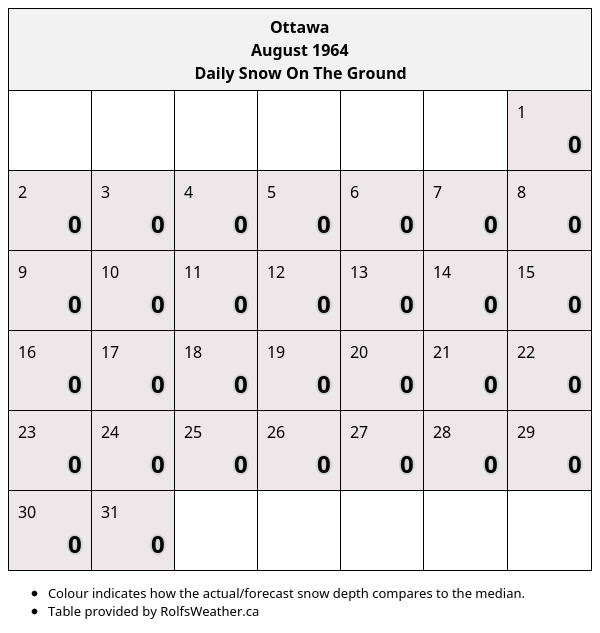 Ottawa
August 1964
Daily Snow On The Ground
1
0
2 3 4 5 6 7 8
0 0 0 0 0 0 0
9 10 11 12 13 14 15
0 0 0 0 0 0 0
16 17 18 19 20 21 22
0 0 0 0 0 0 0
23 24 25 26 27 28 29
0 0 0 0 0 0 0
30 31
0 0
• Colour indicates how the actual/forecast snow depth compares to the median.
• Table provided by RolfsWeather.ca